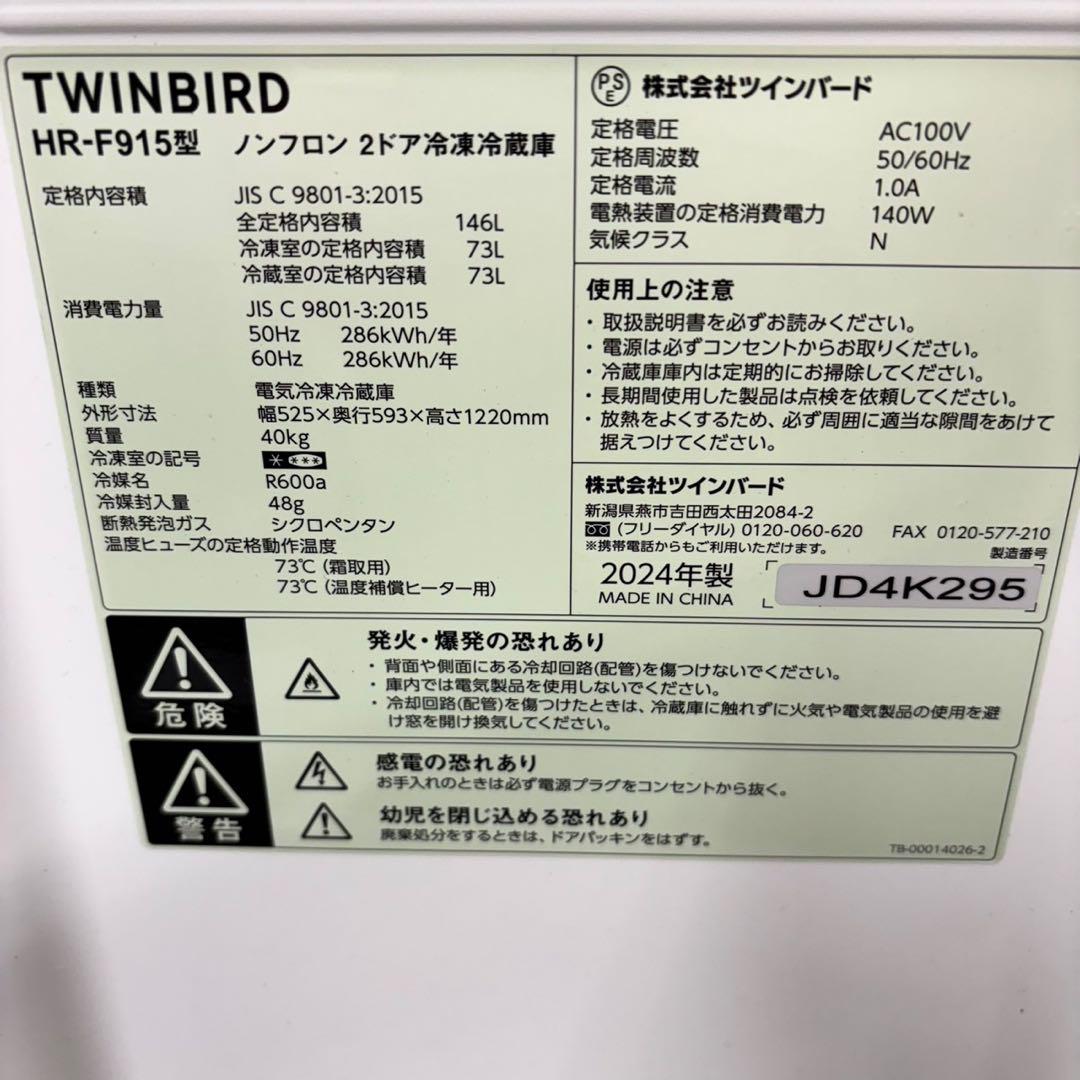 TWINBIRD
HR-F915型 ノンフロン 2ドア冷凍冷蔵庫
定格内容積 JIS C 9801-3:2015
全定格内容積 146L
冷凍室の定格内容積 73L
冷蔵室の定格内容積 73L
消費電力量 JIS C 9801-3:2015
50Hz 286kWh/年
60Hz 286kWh/年
種類 電気冷凍冷蔵庫
外形寸法 幅525×奥行593×高さ1220mm
質量 40kg
冷凍室の記号
冷媒名 R600a
冷媒封入量 48g
断熱発泡ガス シクロペンタン
温度ヒューズの定格動作温度
73℃ (霜取用)
73℃ (温度補償ヒーター用)
PSE 株式会社ツインバード
定格電圧 AC100V
定格周波数 50/60Hz
定格電流 1.0A
電熱装置の定格消費電力 140W
気候クラス N
使用上の注意
・取扱説明書を必ずお読みください。
・電源は必ずコンセントからお取りください。
・冷蔵庫庫内は定期的にお掃除してください。
・長期間使用した製品は点検を依頼してください。
・放熱をよくするため、必ず周囲に適当な隙間をあけて
据えつけてください。
株式会社ツインバード
新潟県燕市吉田西太田2084-2
(フリーダイヤル) 0120-060-620 FAX 0120-577-210
※携帯電話からもご利用いただけます。
製造番号
2024年製
MADE IN CHINA
JD4K295
危険
発火・爆発の恐れあり
・背面や側面にある冷却回路(配管)を傷つけないでください。
・庫内では電気製品を使用しないでください。
・冷却回路(配管)を傷つけたときは、冷蔵庫に触れずに火気や電気製品の使用を避
け窓を開け換気してください。
警告
感電の恐れあり
お手入れのときは必ず電源プラグをコンセントから抜く。
幼児を閉じ込める恐れあり
廃棄処分をするときは、ドアパッキンをはずす。
TB-00014026-2